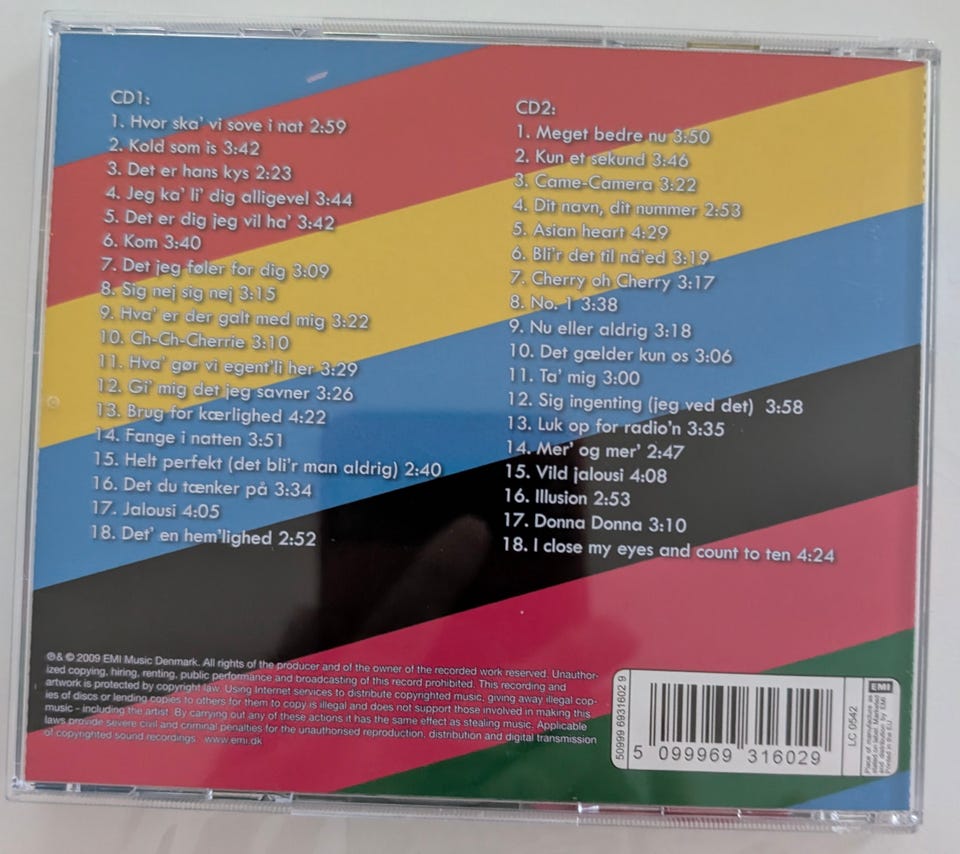 CD1:
1. Hvor ska' vi sove i nat 2:59
2. Kold som is 3:42
3. Det er hans kys 2:23
4. Jeg ka' li' dig alligevel 3:44
5. Det er dig jeg vil ha' 3:42
6. Kom 3:40
7. Det jeg føler for dig 3:09
8. Sig nej sig nej 3:15
9. Hva' er der galt med mig 3:22
10. Ch-Ch-Cherrie 3:10
11. Hva' gør vi egent'li her 3:29
12. Gi' mig det jeg savner 3:26
13. Brug for kærlighed 4:22
14. Fange i natten 3:51
15. Helt perfekt (det bli'r man aldrig) 2:40
16. Det du tænker på 3:34
17. Jalousi 4:05
18. Det' en hem'lighed 2:52
CD2:
1. Meget bedre nu 3:50
2. Kun et sekund 3:46
3. Came-Camera 3:22
4. Dit navn, dit nummer 2:53
5. Asian heart 4:29
6. Bli'r det til nå'ed 3:19
7. Cherry oh Cherry 3:17
8. No. 1 3:38
9. Nu eller aldrig 3:18
10. Det gælder kun os 3:06
11. Ta' mig 3:00
12. Sig ingenting (jeg ved det) 3:58
13. Luk op for radio'n 3:35
14. Mer' og mer' 2:47
15. Vild jalousi 4:08
16. Illusion 2:53
17. Donna Donna 3:10
18. I close my eyes and count to ten 4:24
℗& © 2009 EMI Music Denmark. All rights of the producer and of the owner of the recorded work reserved. Unauthor-
ized copying, hiring, renting, public performance and broadcasting of this record prohibited. This recording and
artwork is protected by copyright law. Using Internet services to distribute copyrighted music, giving away illegal cop-
ies of discs or lending copies to others for them to copy is illegal and does not support those involved in making this
music - including the artist. By carrying out any of these actions it has the same effect as stealing music. Applicable
laws provide severe civil and criminal penalties for the unauthorised reproduction, distribution and digital transmission
of copyrighted sound recordings. www.emi.dk
50999 6931602 9
5 099969 316029
LC 0542
EMI
Place of manufacture as
stated on label. Marketed
and distribution by EMI.
Printed in the EU.